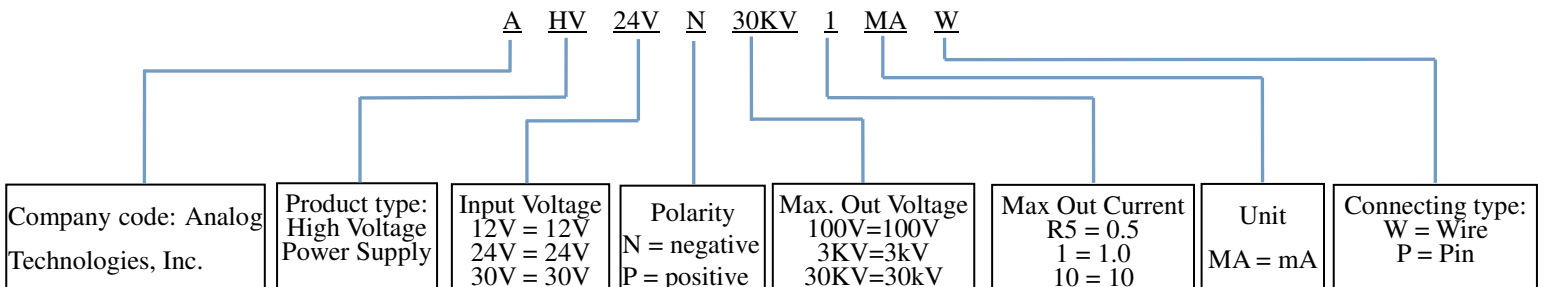 A HV 24V N 30KV 1 MA W
Company code: Analog
Technologies, Inc.
Product type:
High Voltage
Power Supply
Input Voltage
12V = 12V
24V = 24V
30V = 30V
Polarity
N = negative
P = positive
Max. Out Voltage
100V=100V
3KV=3kV
30KV=30kV
Max Out Current
R5 = 0.5
1 = 1.0
10 = 10
Unit
MA = mA
Connecting type:
W = Wire
P = Pin